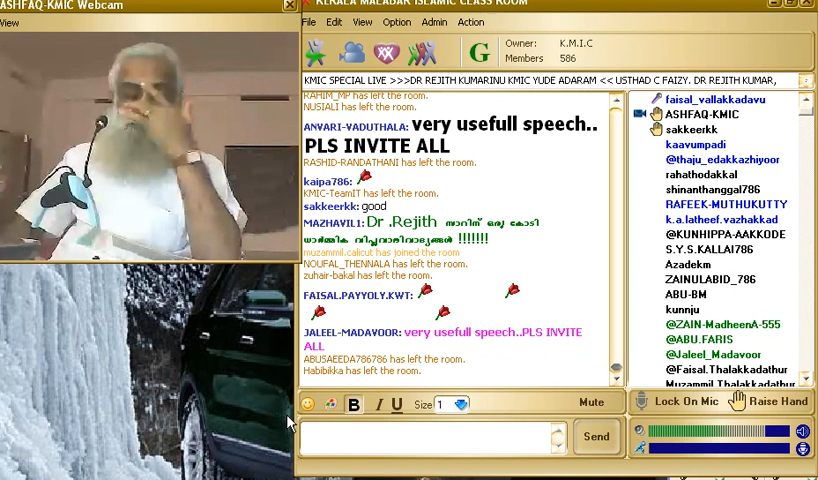 ASHFAQ-KMIC Webcam
View
KERALA MALABAR ISLAMIC CLASS ROOM
File Edit View Option Admin Action
G
Owner: K.M.I.C
Members 586
KMIC SPECIAL LIVE >>>DR REJITH KUMARINU KMIC YUDE ADARAM << USTHAD C FAIZY. DR REJITH KUMAR,
RAHIM_MP has left the room.
NUSIALI has left the room.
ANVARI-VADUTHALA: very usefull speech..
PLS INVITE ALL
RASHID-RANDATHANI has left the room.
kaipa786:
KMIC-TeamIT has left the room.
sakkeerkk: good
MAZHAVIL1: Dr .Rejith സാറിന് ഒരു കോടി
ധാർമ്മിക വിപ്ലവാഭിവാദ്യങ്ങൾ !!!!!!!
muzammil.calicut has joined the room
NOUFAL_THENNALA has left the room.
zuhair-bakal has left the room.
FAISAL.PAYYOLY.KWT:
JALEEL-MADAVOOR: very usefull speech..PLS INVITE
ALL
ABUSAEEDA786786 has left the room.
Habibikka has left the room.
faisal_vallakkadavu
ASHFAQ-KMIC
sakkeerkk
kaavumpadi
@thaju_edakkazhiyoor
rahathodakkal
shinanthanggal786
RAFEEK-MUTHUKUTTY
k.a.latheef.vazhakkad
@KUNHIPPA-AAKKODE
S.Y.S.KALLAI786
Azadekm
ZAINULABID_786
ABU-BM
kunnju
@ZAIN-MadheenA-555
@ABU.FARIS
@Jaleel_Madavoor
@Faisal.Thalakkadathur
Muzammil.Thalakkadathur
B I U Size 1 Mute
Lock On Mic Raise Hand
Send